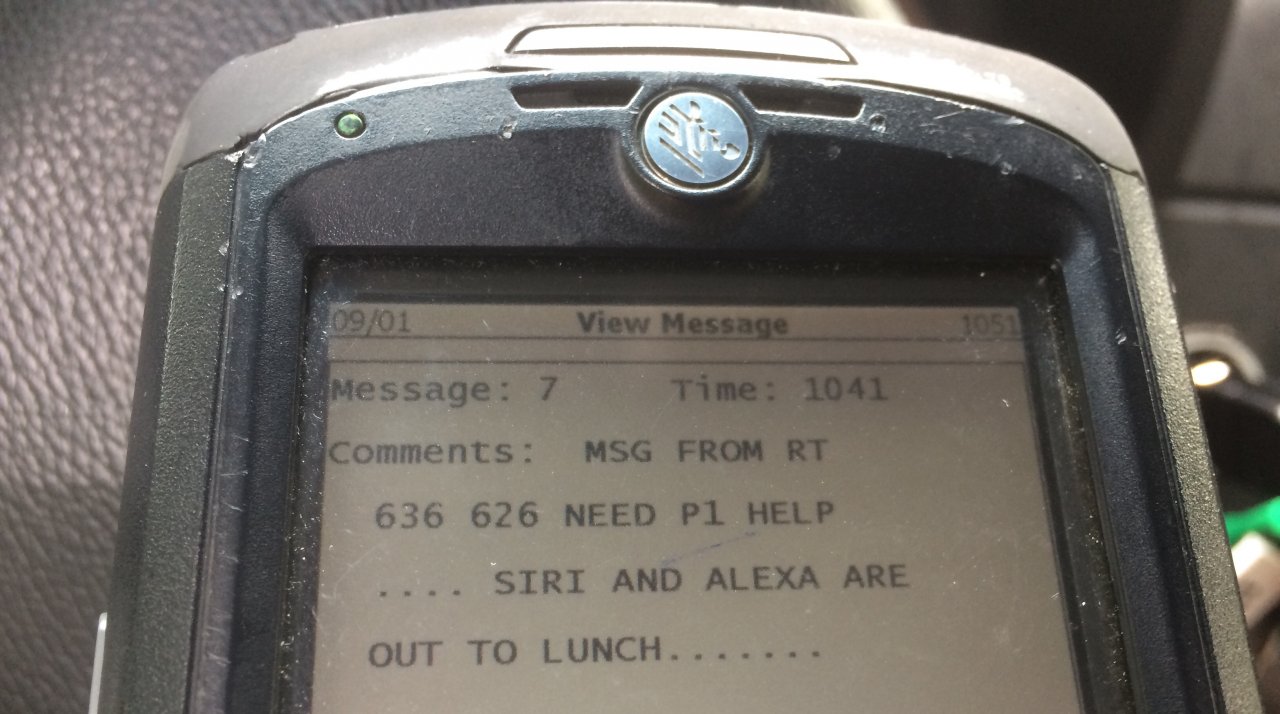 09/01 View Message 1051
Message: 7 Time: 1041
Comments: MSG FROM RT
636 626 NEED P1 HELP
.... SIRI AND ALEXA ARE
OUT TO LUNCH.......